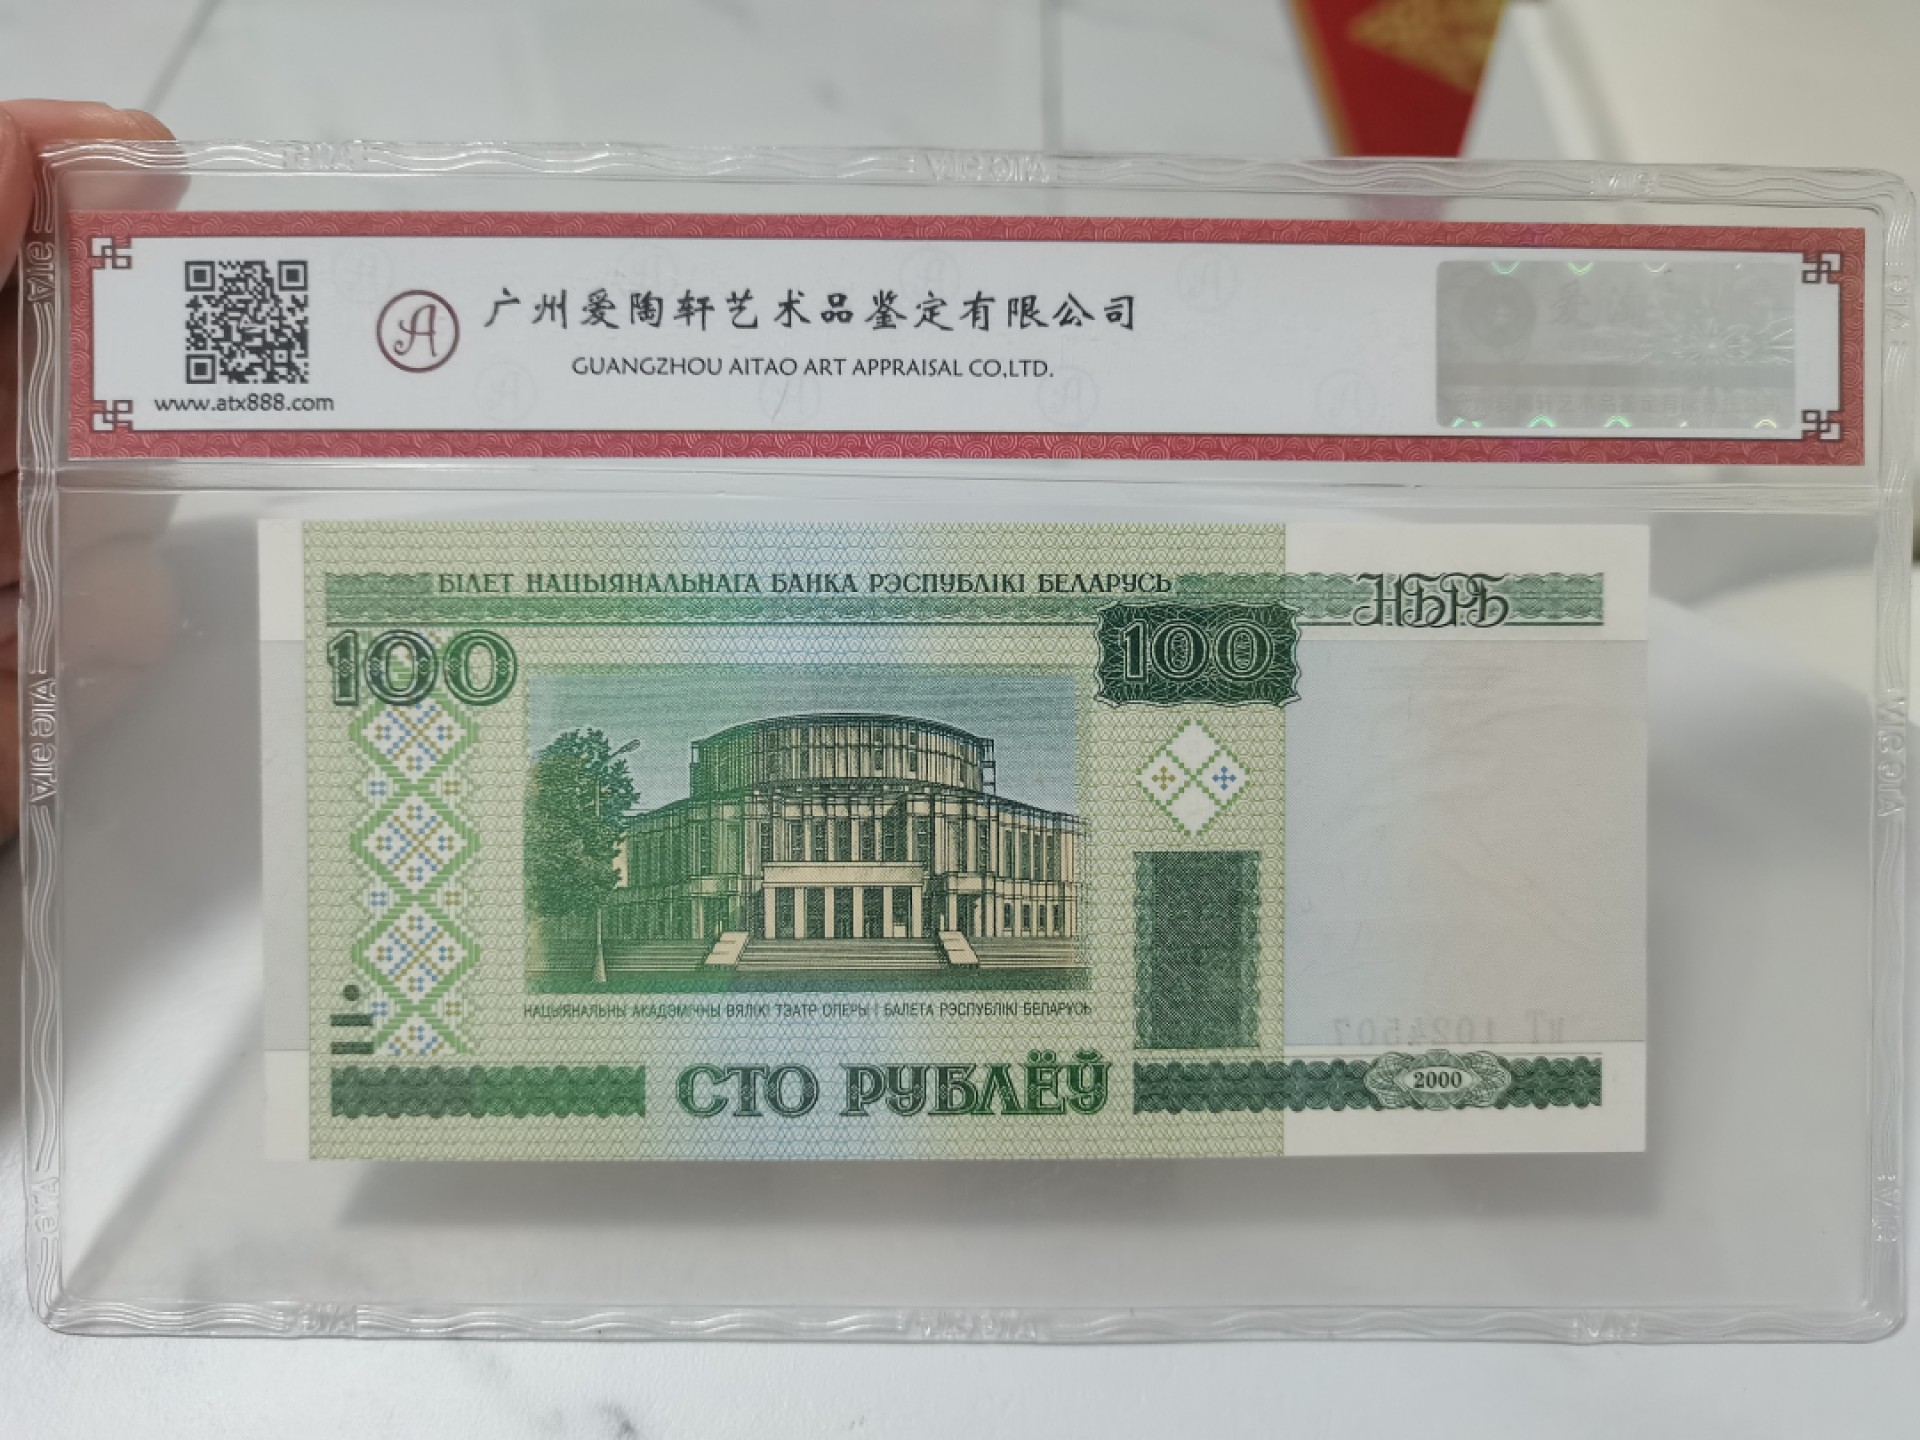 广州爱陶轩艺术品鉴定有限公司
GUANGZHOU AITAO ART APPRAISAL CO,LTD.
www.atx888.com
БІЛЕТ НАЦЫЯНАЛЬНАГА БАНКА РЭСПУБЛІКІ БЕЛАРУСЬ
НБРБ
100
100
НАЦЫЯНАЛЬНЫ АКАДЭМІЧНЫ ВЯЛІКІ ТЭАТР ОПЕРЫ І БАЛЕТА РЭСПУБЛІКІ БЕЛАРУСЬ
СТО РУБЛЁЎ
2000